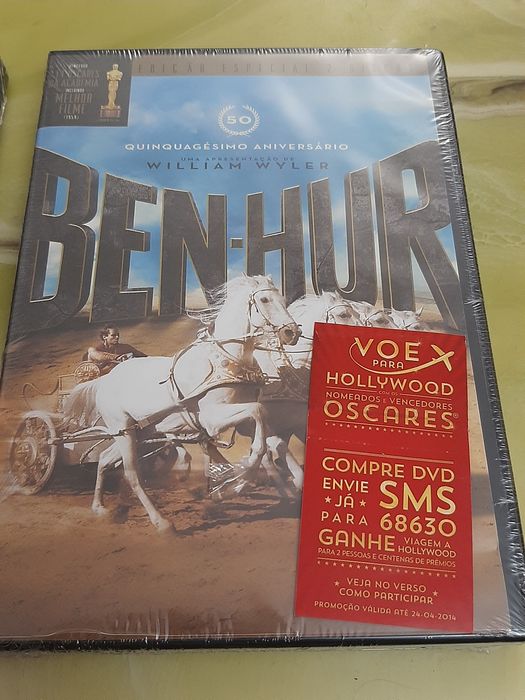 VENCEDOR
11 OSCARES
DA ACADEMIA
INCLUINDO
MELHOR
FILME
(1959)
EDIÇÃO ESPECIAL 2
50
QUINQUAGÉSIMO ANIVERSÁRIO
UMA APRESENTAÇÃO DE
WILLIAM WYLER
BEN-HUR
VOE
PARA
HOLLYWOOD
COM OS
NOMEADOS E VENCEDORES
OSCARES®
COMPRE DVD
ENVIE
JÁ
PARA
SMS
68630
GANHE VIAGEM A
HOLLYWOOD
PARA 2 PESSOAS E CENTENAS DE PRÉMIOS
VEJA NO VERSO
COMO PARTICIPAR
PROMOÇÃO VÁLIDA ATÉ 24-04-2014